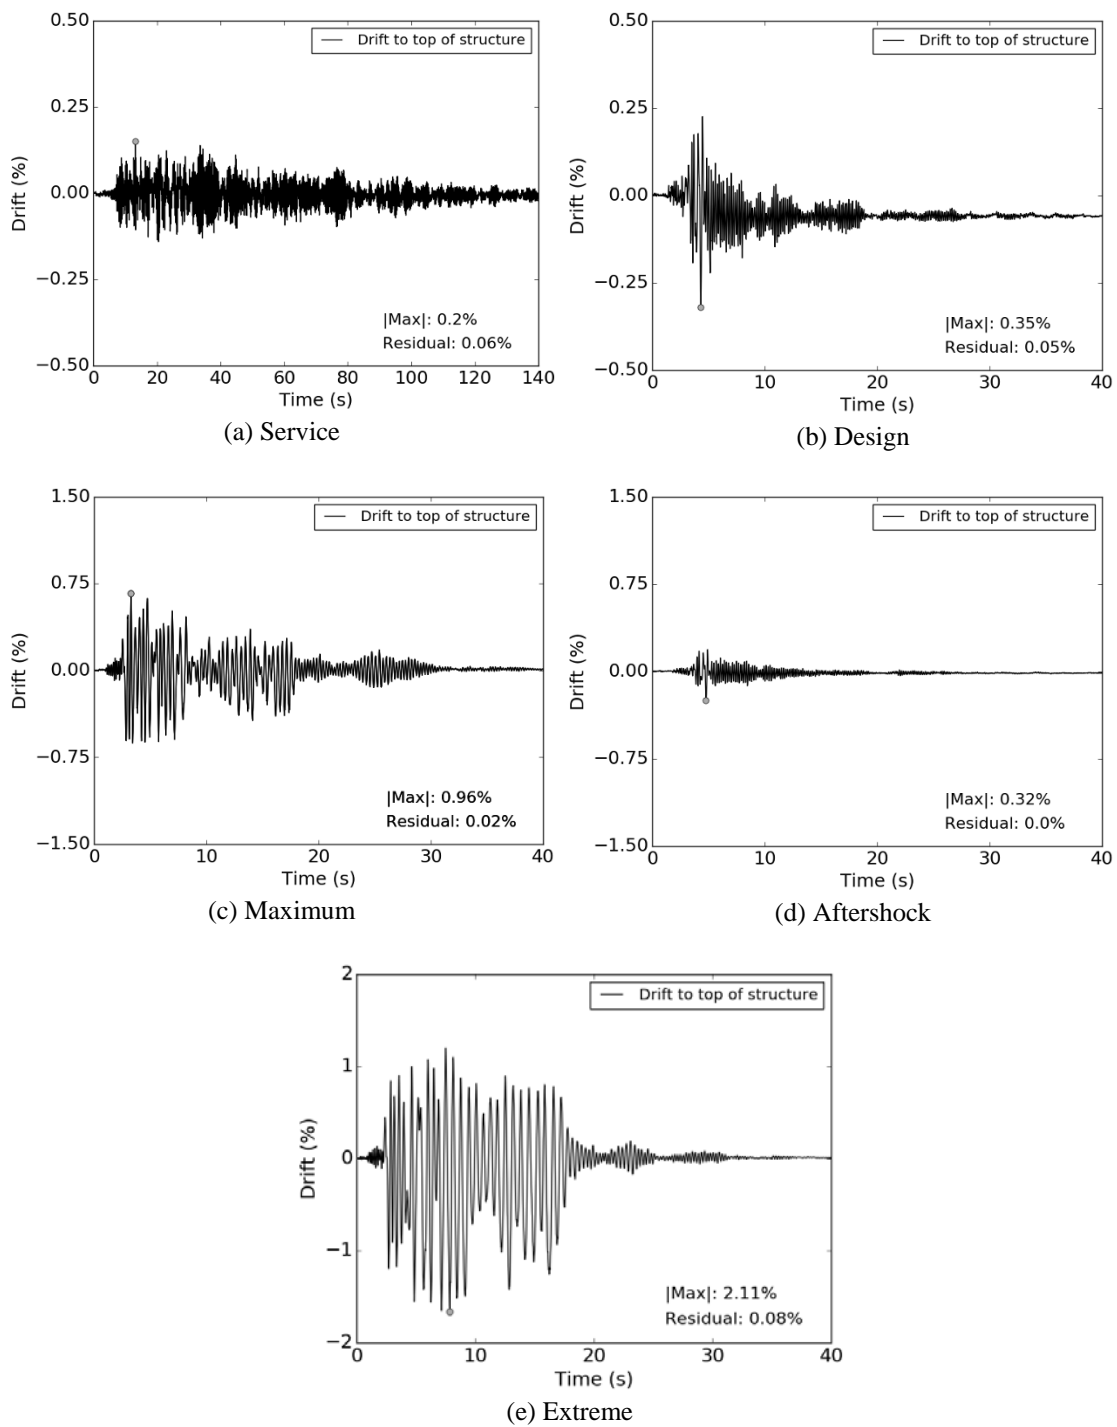 0.50
Drift to top of structure
0.25
0.00
−0.25
−0.50
Drift (%)
|Max|: 0.2%
Residual: 0.06%
0 20 40 60 80 100 120 140
Time (s)
(a) Service
0.50
Drift to top of structure
0.25
0.00
−0.25
−0.50
Drift (%)
|Max|: 0.35%
Residual: 0.05%
0 10 20 30 40
Time (s)
(b) Design
1.50
Drift to top of structure
0.75
0.00
−0.75
−1.50
Drift (%)
|Max|: 0.96%
Residual: 0.02%
0 10 20 30 40
Time (s)
(c) Maximum
1.50
Drift to top of structure
0.75
0.00
−0.75
−1.50
Drift (%)
|Max|: 0.32%
Residual: 0.0%
0 10 20 30 40
Time (s)
(d) Aftershock
2
Drift to top of structure
1
0
−1
−2
Drift (%)
|Max|: 2.11%
Residual: 0.08%
0 10 20 30 40
Time (s)
(e) Extreme